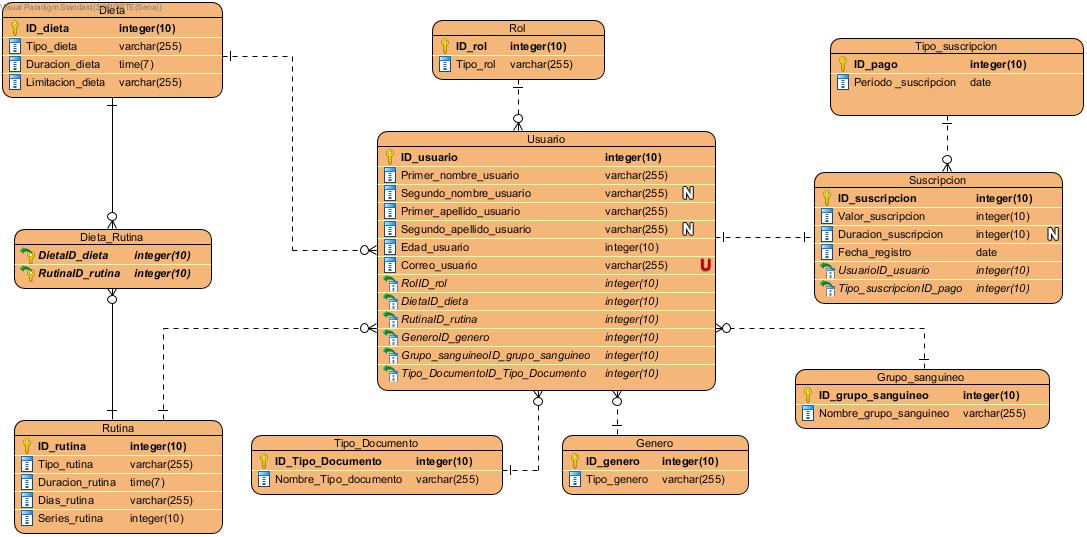 Visual Paradigm Standard(
(Sena))
Dieta
ID_dieta integer(10)
Tipo_dieta varchar(255)
Duracion_dieta time(7)
Limitacion_dieta varchar(255)
Rol
ID_rol integer(10)
Tipo_rol varchar(255)
Tipo_suscripcion
ID_pago integer(10)
Periodo _suscripcion date
Usuario
ID_usuario integer(10)
Primer_nombre_usuario varchar(255)
Segundo_nombre_usuario varchar(255) N
Primer_apellido_usuario varchar(255)
Segundo_apellido_usuario varchar(255) N
Edad_usuario integer(10)
Correo_usuario varchar(255) U
RolID_rol integer(10)
DietaID_dieta integer(10)
RutinaID_rutina integer(10)
GeneroID_genero integer(10)
Grupo_sanguineoID_grupo_sanguineo integer(10)
Tipo_DocumentoID_Tipo_Documento integer(10)
Suscripcion
ID_suscripcion integer(10)
Valor_suscripcion integer(10)
Duracion_suscripcion integer(10) N
Fecha_registro date
UsuarioID_usuario integer(10)
Tipo_suscripcionID_pago integer(10)
Dieta_Rutina
DietaID_dieta integer(10)
RutinaID_rutina integer(10)
Grupo_sanguineo
ID_grupo_sanguineo integer(10)
Nombre_grupo_sanguineo varchar(255)
Rutina
ID_rutina integer(10)
Tipo_rutina varchar(255)
Duracion_rutina time(7)
Dias_rutina varchar(255)
Series_rutina integer(10)
Tipo_Documento
ID_Tipo_Documento integer(10)
Nombre_Tipo_documento varchar(255)
Genero
ID_genero integer(10)
Tipo_genero varchar(255)